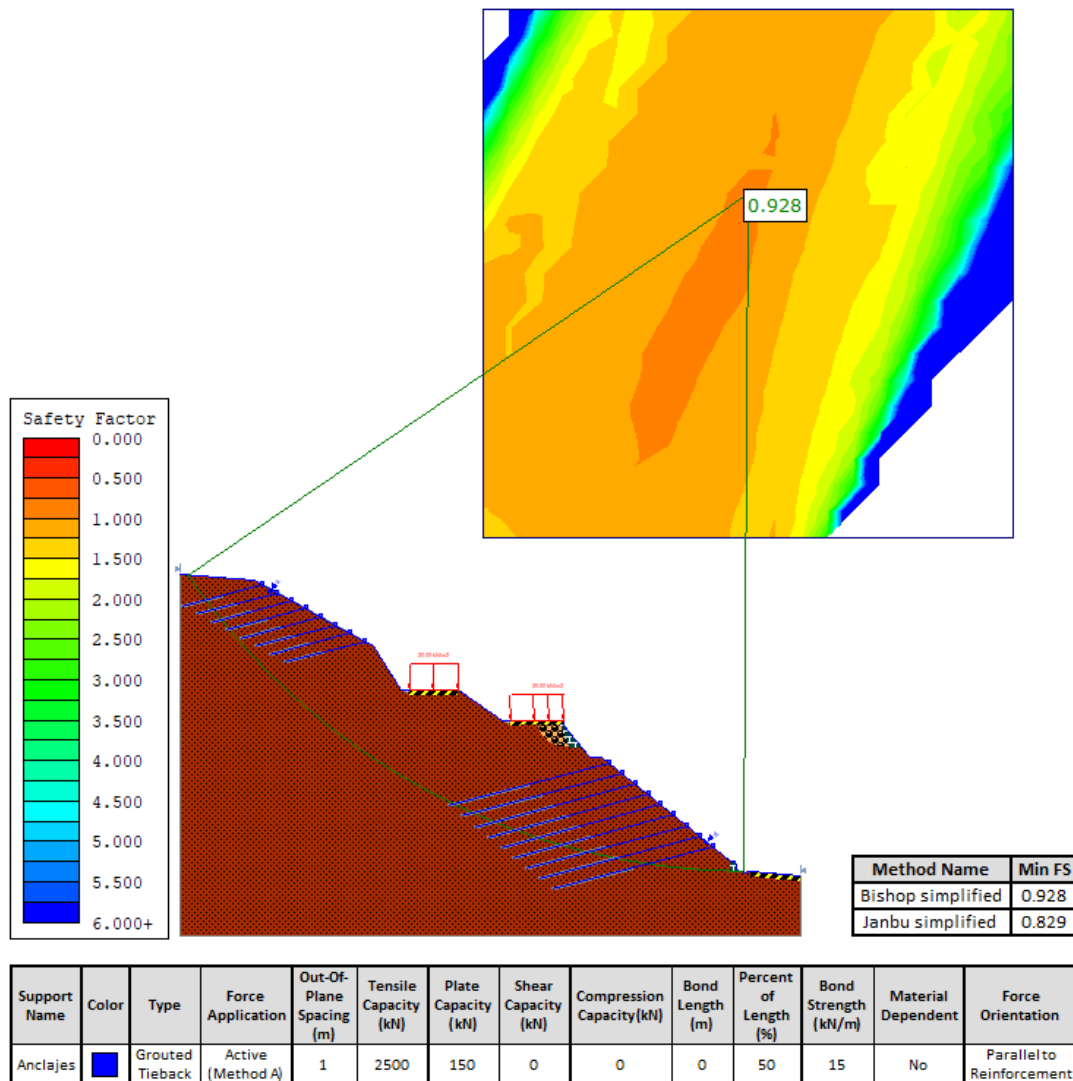 0.928
Safety Factor
0.000
0.500
1.000
1.500
2.000
2.500
3.000
3.500
4.000
4.500
5.000
5.500
6.000+
Method Name Min FS
Bishop simplified 0.928
Janbu simplified 0.829
Support Name Color Type Force Application Out-Of-Plane Spacing (m) Tensile Capacity (kN) Plate Capacity (kN) Shear Capacity (kN) Compression Capacity(kN) Bond Length (m) Percent of Length (%) Bond Strength (kN/m) Material Dependent Force Orientation
Anclajes Grouted Tieback Active (Method A) 1 2500 150 0 0 0 50 15 No Parallel to Reinforcement